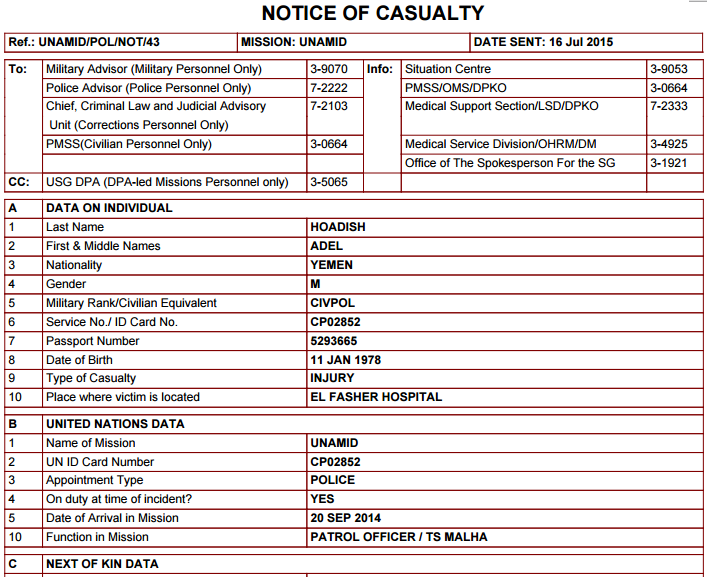 NOTICE OF CASUALTY
Ref.: UNAMID/POL/NOT/43 MISSION: UNAMID DATE SENT: 16 Jul 2015
To: Military Advisor (Military Personnel Only) 3-9070 Info: Situation Centre 3-9053
Police Advisor (Police Personnel Only) 7-2222 PMSS/OMS/DPKO 3-0664
Chief, Criminal Law and Judicial Advisory 7-2103 Medical Support Section/LSD/DPKO 7-2333
Unit (Corrections Personnel Only)
PMSS(Civilian Personnel Only) 3-0664 Medical Service Division/OHRM/DM 3-4925
Office of The Spokesperson For the SG 3-1921
CC: USG DPA (DPA-led Missions Personnel only) 3-5065
A DATA ON INDIVIDUAL
1 Last Name HOADISH
2 First & Middle Names ADEL
3 Nationality YEMEN
4 Gender M
5 Military Rank/Civilian Equivalent CIVPOL
6 Service No./ ID Card No. CP02852
7 Passport Number 5293665
8 Date of Birth 11 JAN 1978
9 Type of Casualty INJURY
10 Place where victim is located EL FASHER HOSPITAL
B UNITED NATIONS DATA
1 Name of Mission UNAMID
2 UN ID Card Number CP02852
3 Appointment Type POLICE
4 On duty at time of incident? YES
5 Date of Arrival in Mission 20 SEP 2014
10 Function in Mission PATROL OFFICER / TS MALHA
C NEXT OF KIN DATA